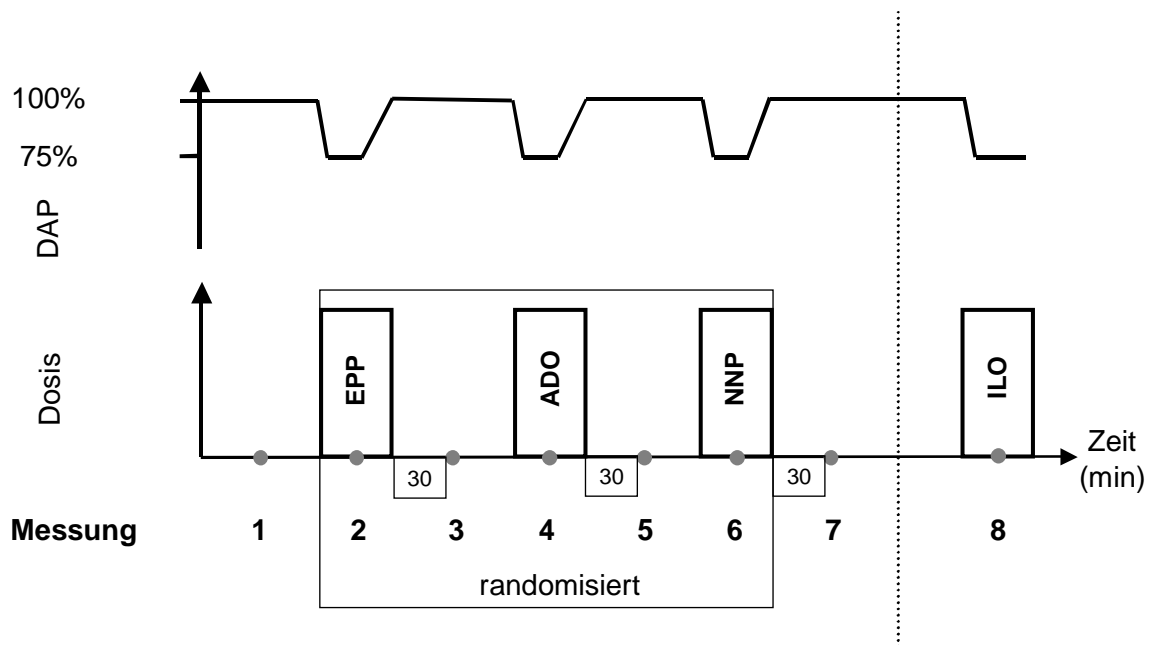 100%
75%
DAP
Dosis
EPP
ADO
NNP
ILO
Zeit
(min)
30
30
30
Messung 1 2 3 4 5 6 7 8
randomisiert